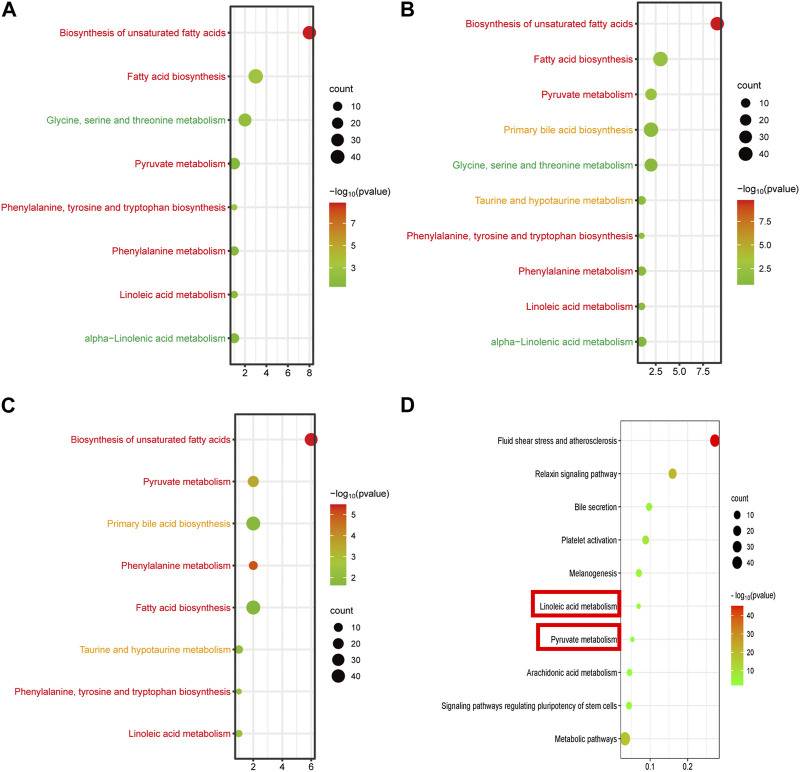 A
Biosynthesis of unsaturated fatty acids
Fatty acid biosynthesis
Glycine, serine and threonine metabolism
Pyruvate metabolism
Phenylalanine, tyrosine and tryptophan biosynthesis
Phenylalanine metabolism
Linoleic acid metabolism
alpha−Linolenic acid metabolism
2 4 6 8
count
10
20
30
40
−log10(pvalue)
7
5
3
B
Biosynthesis of unsaturated fatty acids
Fatty acid biosynthesis
Pyruvate metabolism
Primary bile acid biosynthesis
Glycine, serine and threonine metabolism
Taurine and hypotaurine metabolism
Phenylalanine, tyrosine and tryptophan biosynthesis
Phenylalanine metabolism
Linoleic acid metabolism
alpha−Linolenic acid metabolism
2.5 5.0 7.5
count
10
20
30
40
−log10(pvalue)
7.5
5.0
2.5
C
Biosynthesis of unsaturated fatty acids
Pyruvate metabolism
Primary bile acid biosynthesis
Phenylalanine metabolism
Fatty acid biosynthesis
Taurine and hypotaurine metabolism
Phenylalanine, tyrosine and tryptophan biosynthesis
Linoleic acid metabolism
2 4 6
−log10(pvalue)
5
4
3
2
count
10
20
30
40
D
Fluid shear stress and atherosclerosis
Relaxin signaling pathway
Bile secretion
Platelet activation
Melanogenesis
Linoleic acid metabolism
Pyruvate metabolism
Arachidonic acid metabolism
Signaling pathways regulating pluripotency of stem cells
Metabolic pathways
0.1 0.2
count
10
20
30
40
- log10(pvalue)
40
30
20
10